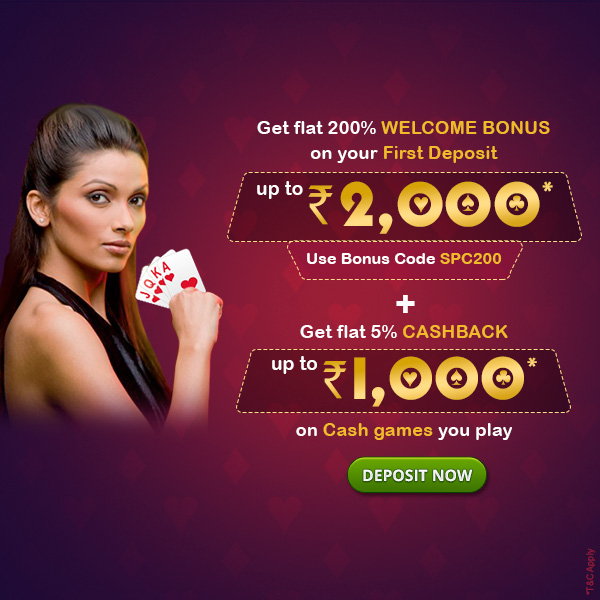 Get flat 200% WELCOME BONUS
on your First Deposit
up to ₹2,000*
Use Bonus Code SPC200
+
Get flat 5% CASHBACK
up to ₹1,000*
on Cash games you play
DEPOSIT NOW
J Q K A
*T&C Apply